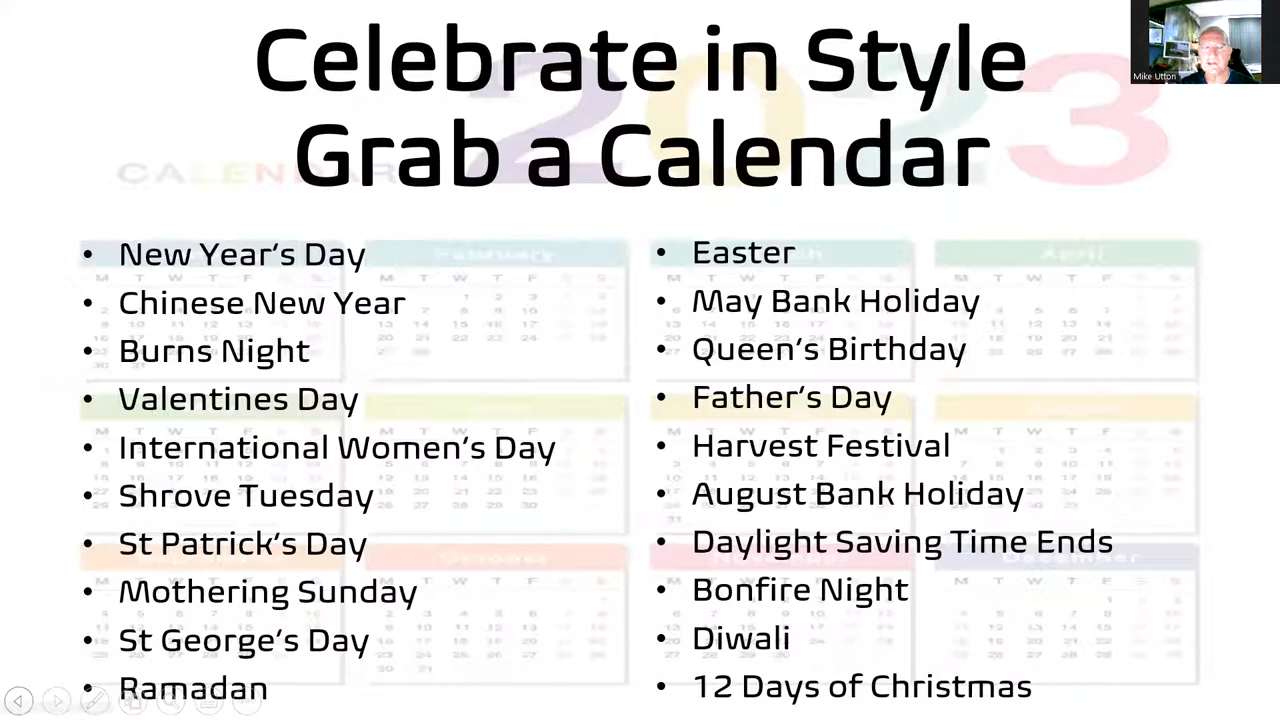 Celebrate in Style
Grab a Calendar
Mike Utton
CALENDAR 2023
• New Year's Day
• Chinese New Year
• Burns Night
• Valentines Day
• International Women's Day
• Shrove Tuesday
• St Patrick's Day
• Mothering Sunday
• St George's Day
• Ramadan
• Easter
• May Bank Holiday
• Queen's Birthday
• Father's Day
• Harvest Festival
• August Bank Holiday
• Daylight Saving Time Ends
• Bonfire Night
• Diwali
• 12 Days of Christmas